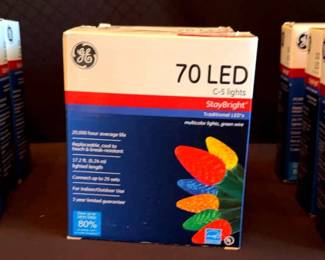 GE
70 LED
C-5 lights
StayBright
Traditional LED's
multicolor lights, green wire
20,000 hour average life
Replaceable, cool to
touch & break-resistant
17.2 ft. (5.26 m)
lighted length
Connect up to 25 sets
For Indoor/Outdoor Use
3 year limited guarantee
80%